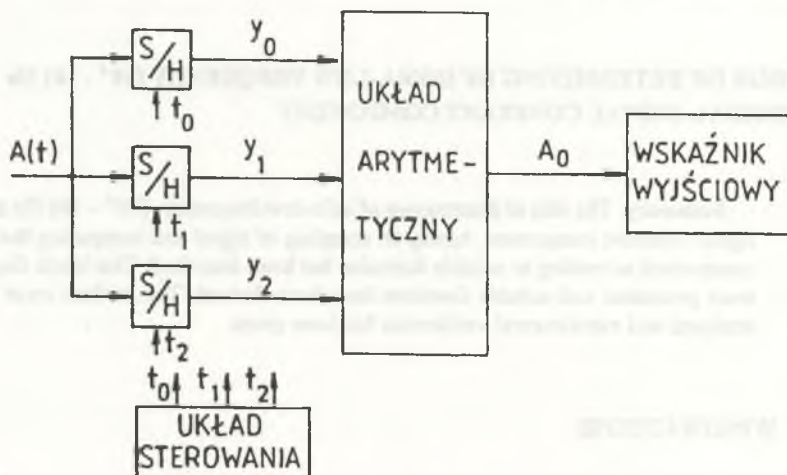 S/H
y0
t0
A(t)
S/H
y1
t1
S/H
y2
t2
UKŁAD
ARYTME-
TYCZNY
A0
WSKAŹNIK
WYJŚCIOWY
t0 t1 t2
UKŁAD
STEROWANIA